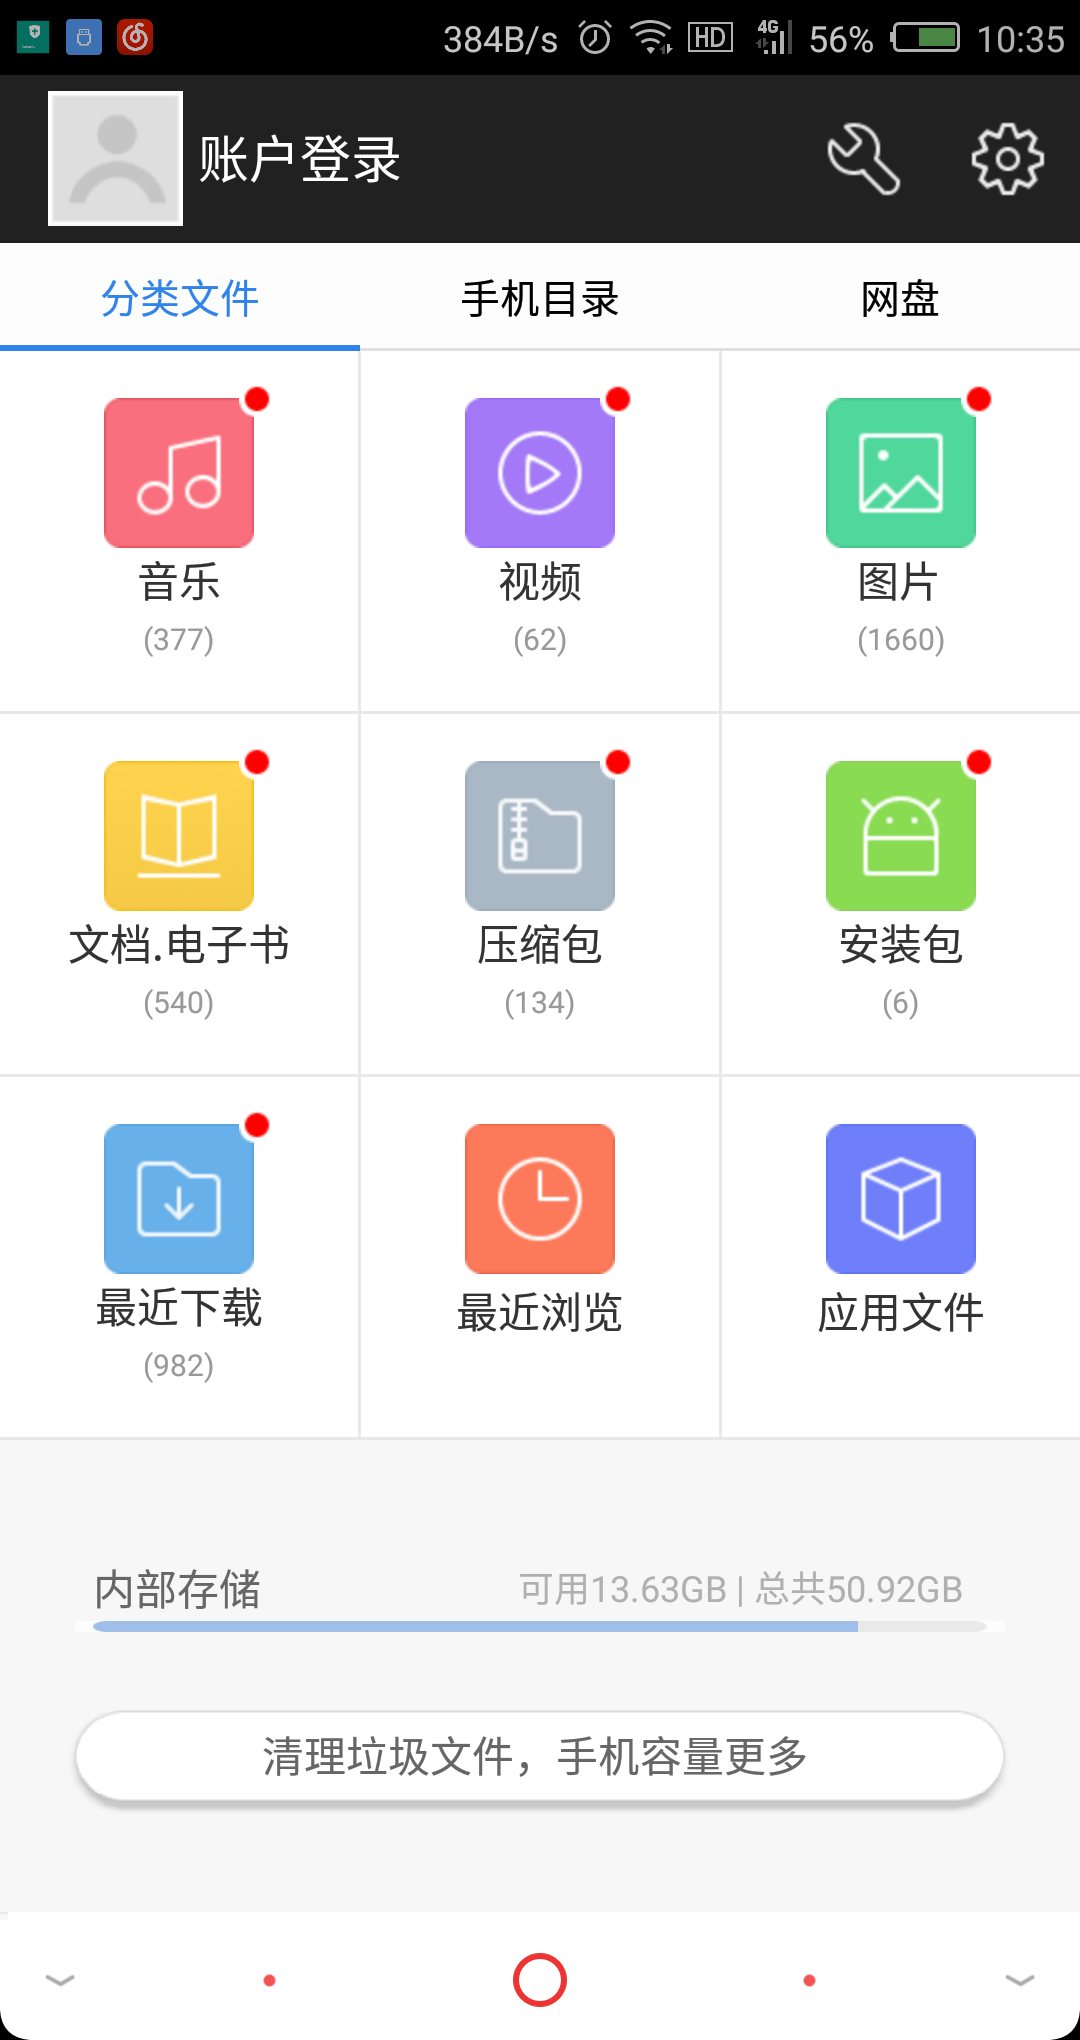 384B/s HD 4G 56% 10:35
账户登录
分类文件 手机目录 网盘
音乐 视频 图片
(377) (62) (1660)
文档.电子书 压缩包 安装包
(540) (134) (6)
最近下载 最近浏览 应用文件
(982)
内部存储 可用13.63GB | 总共50.92GB
清理垃圾文件，手机容量更多